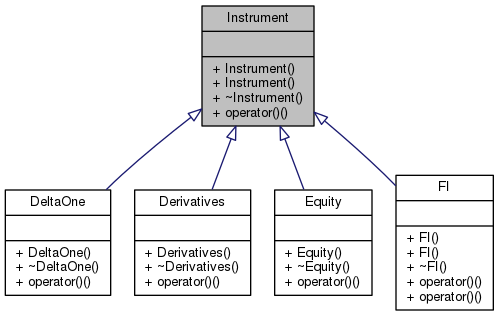 Instrument
+ Instrument()
+ Instrument()
+ ~Instrument()
+ operator()()
DeltaOne
+ DeltaOne()
+ ~DeltaOne()
+ operator()()
Derivatives
+ Derivatives()
+ ~Derivatives()
+ operator()()
Equity
+ Equity()
+ ~Equity()
+ operator()()
FI
+ FI()
+ FI()
+ ~FI()
+ operator()()
+ operator()()